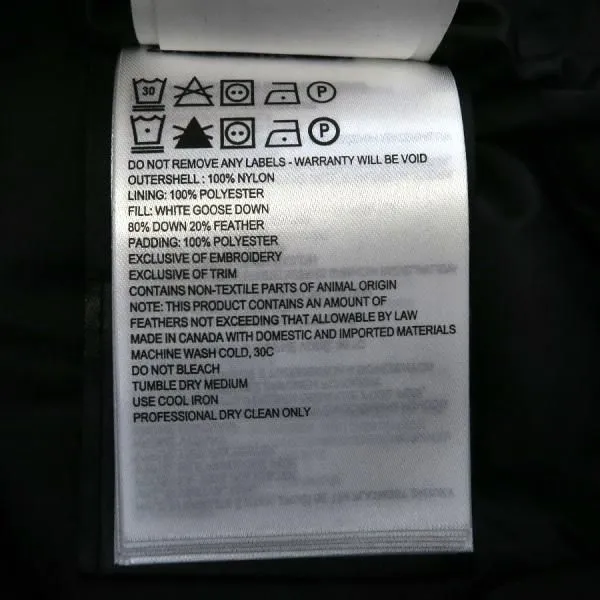 30 P
P
DO NOT REMOVE ANY LABELS - WARRANTY WILL BE VOID
OUTERSHELL : 100% NYLON
LINING: 100% POLYESTER
FILL: WHITE GOOSE DOWN
80% DOWN 20% FEATHER
PADDING: 100% POLYESTER
EXCLUSIVE OF EMBROIDERY
EXCLUSIVE OF TRIM
CONTAINS NON-TEXTILE PARTS OF ANIMAL ORIGIN
NOTE: THIS PRODUCT CONTAINS AN AMOUNT OF
FEATHERS NOT EXCEEDING THAT ALLOWABLE BY LAW
MADE IN CANADA WITH DOMESTIC AND IMPORTED MATERIALS
MACHINE WASH COLD, 30C
DO NOT BLEACH
TUMBLE DRY MEDIUM
USE COOL IRON
PROFESSIONAL DRY CLEAN ONLY